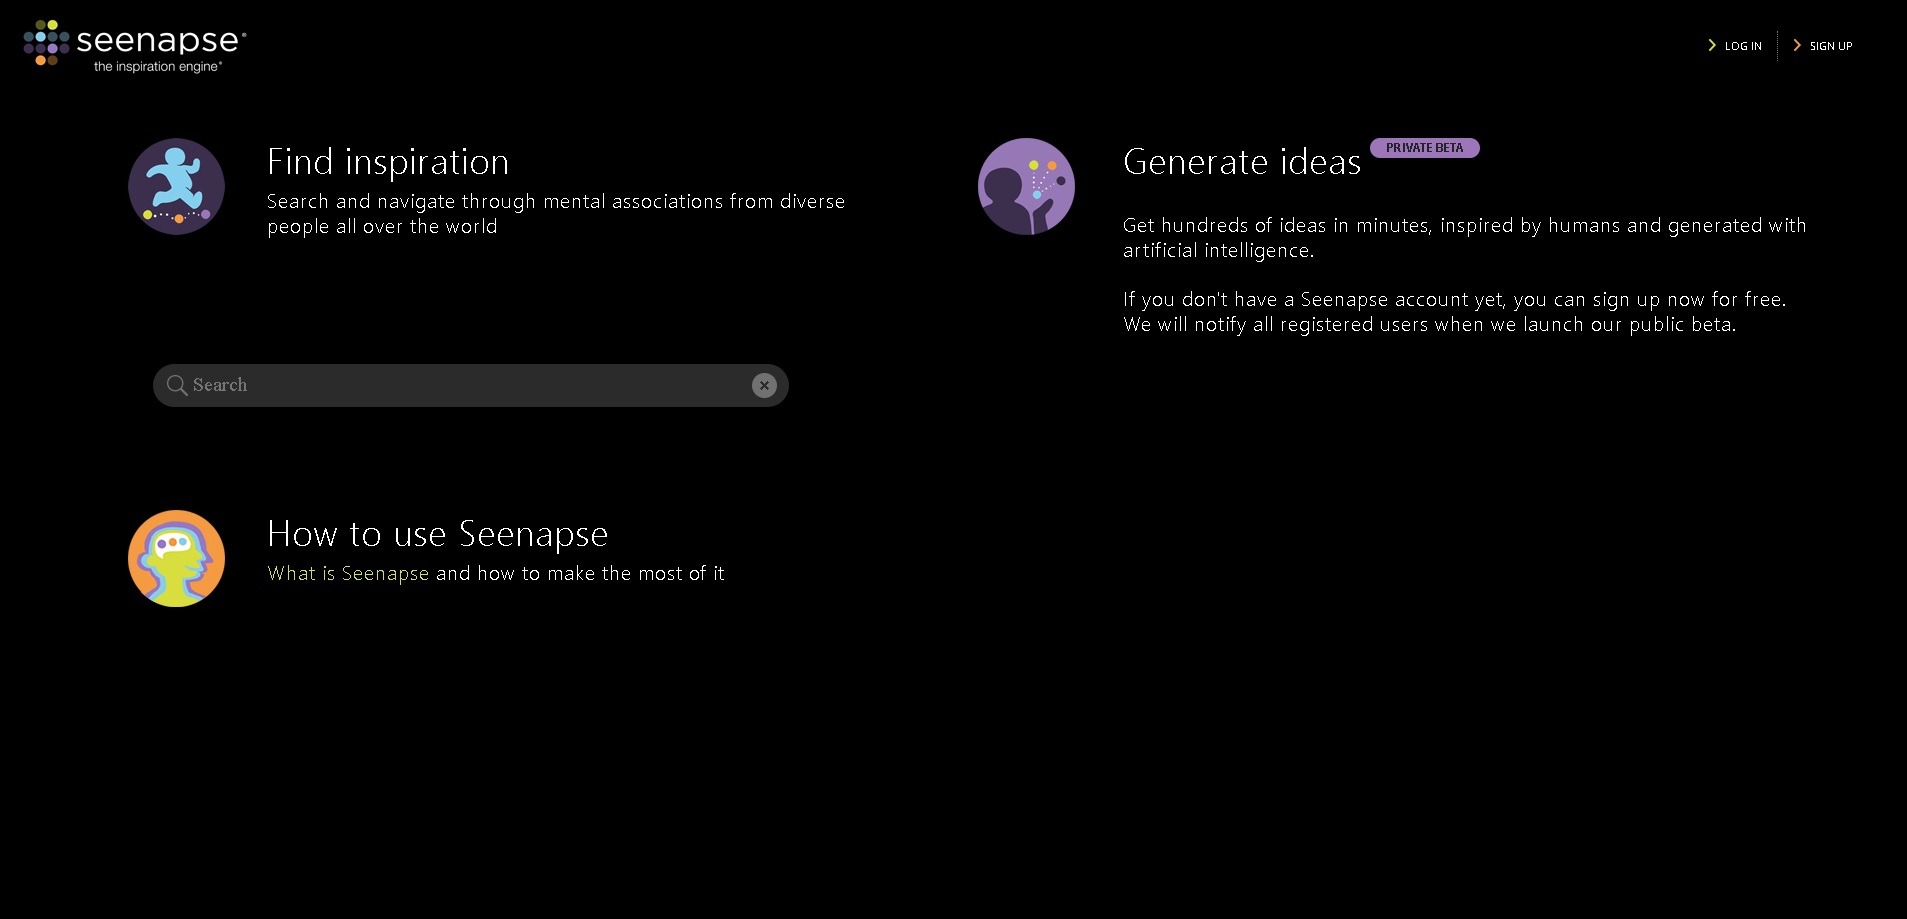 seenapse®
the inspiration engine®
LOG IN
SIGN UP
Find inspiration
Search and navigate through mental associations from diverse
people all over the world
Search
How to use Seenapse
What is Seenapse and how to make the most of it
Generate ideas
PRIVATE BETA
Get hundreds of ideas in minutes, inspired by humans and generated with
artificial intelligence.
If you don't have a Seenapse account yet, you can sign up now for free.
We will notify all registered users when we launch our public beta.